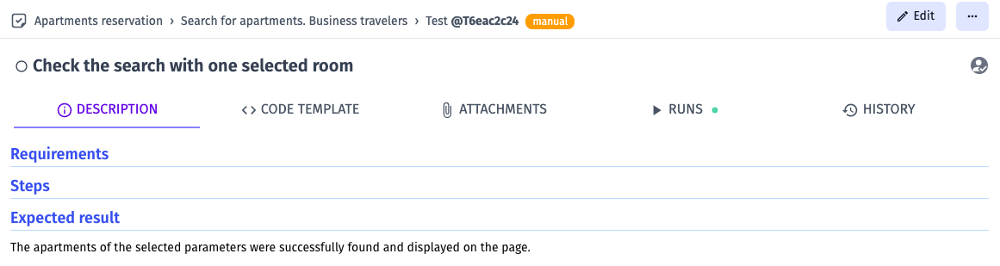 Apartments reservation › Search for apartments. Business travelers › Test @T6eac2c24 manual Edit ...
Check the search with one selected room
DESCRIPTION <> CODE TEMPLATE ATTACHMENTS RUNS HISTORY
Requirements
Steps
Expected result
The apartments of the selected parameters were successfully found and displayed on the page.